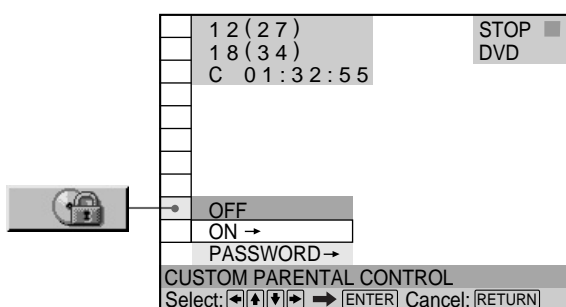 12(27)
18(34)
C 01:32:55
STOP
DVD
OFF
ON →
PASSWORD→
CUSTOM PARENTAL CONTROL
Select: ←↑↓→ ➡ ENTER Cancel: RETURN